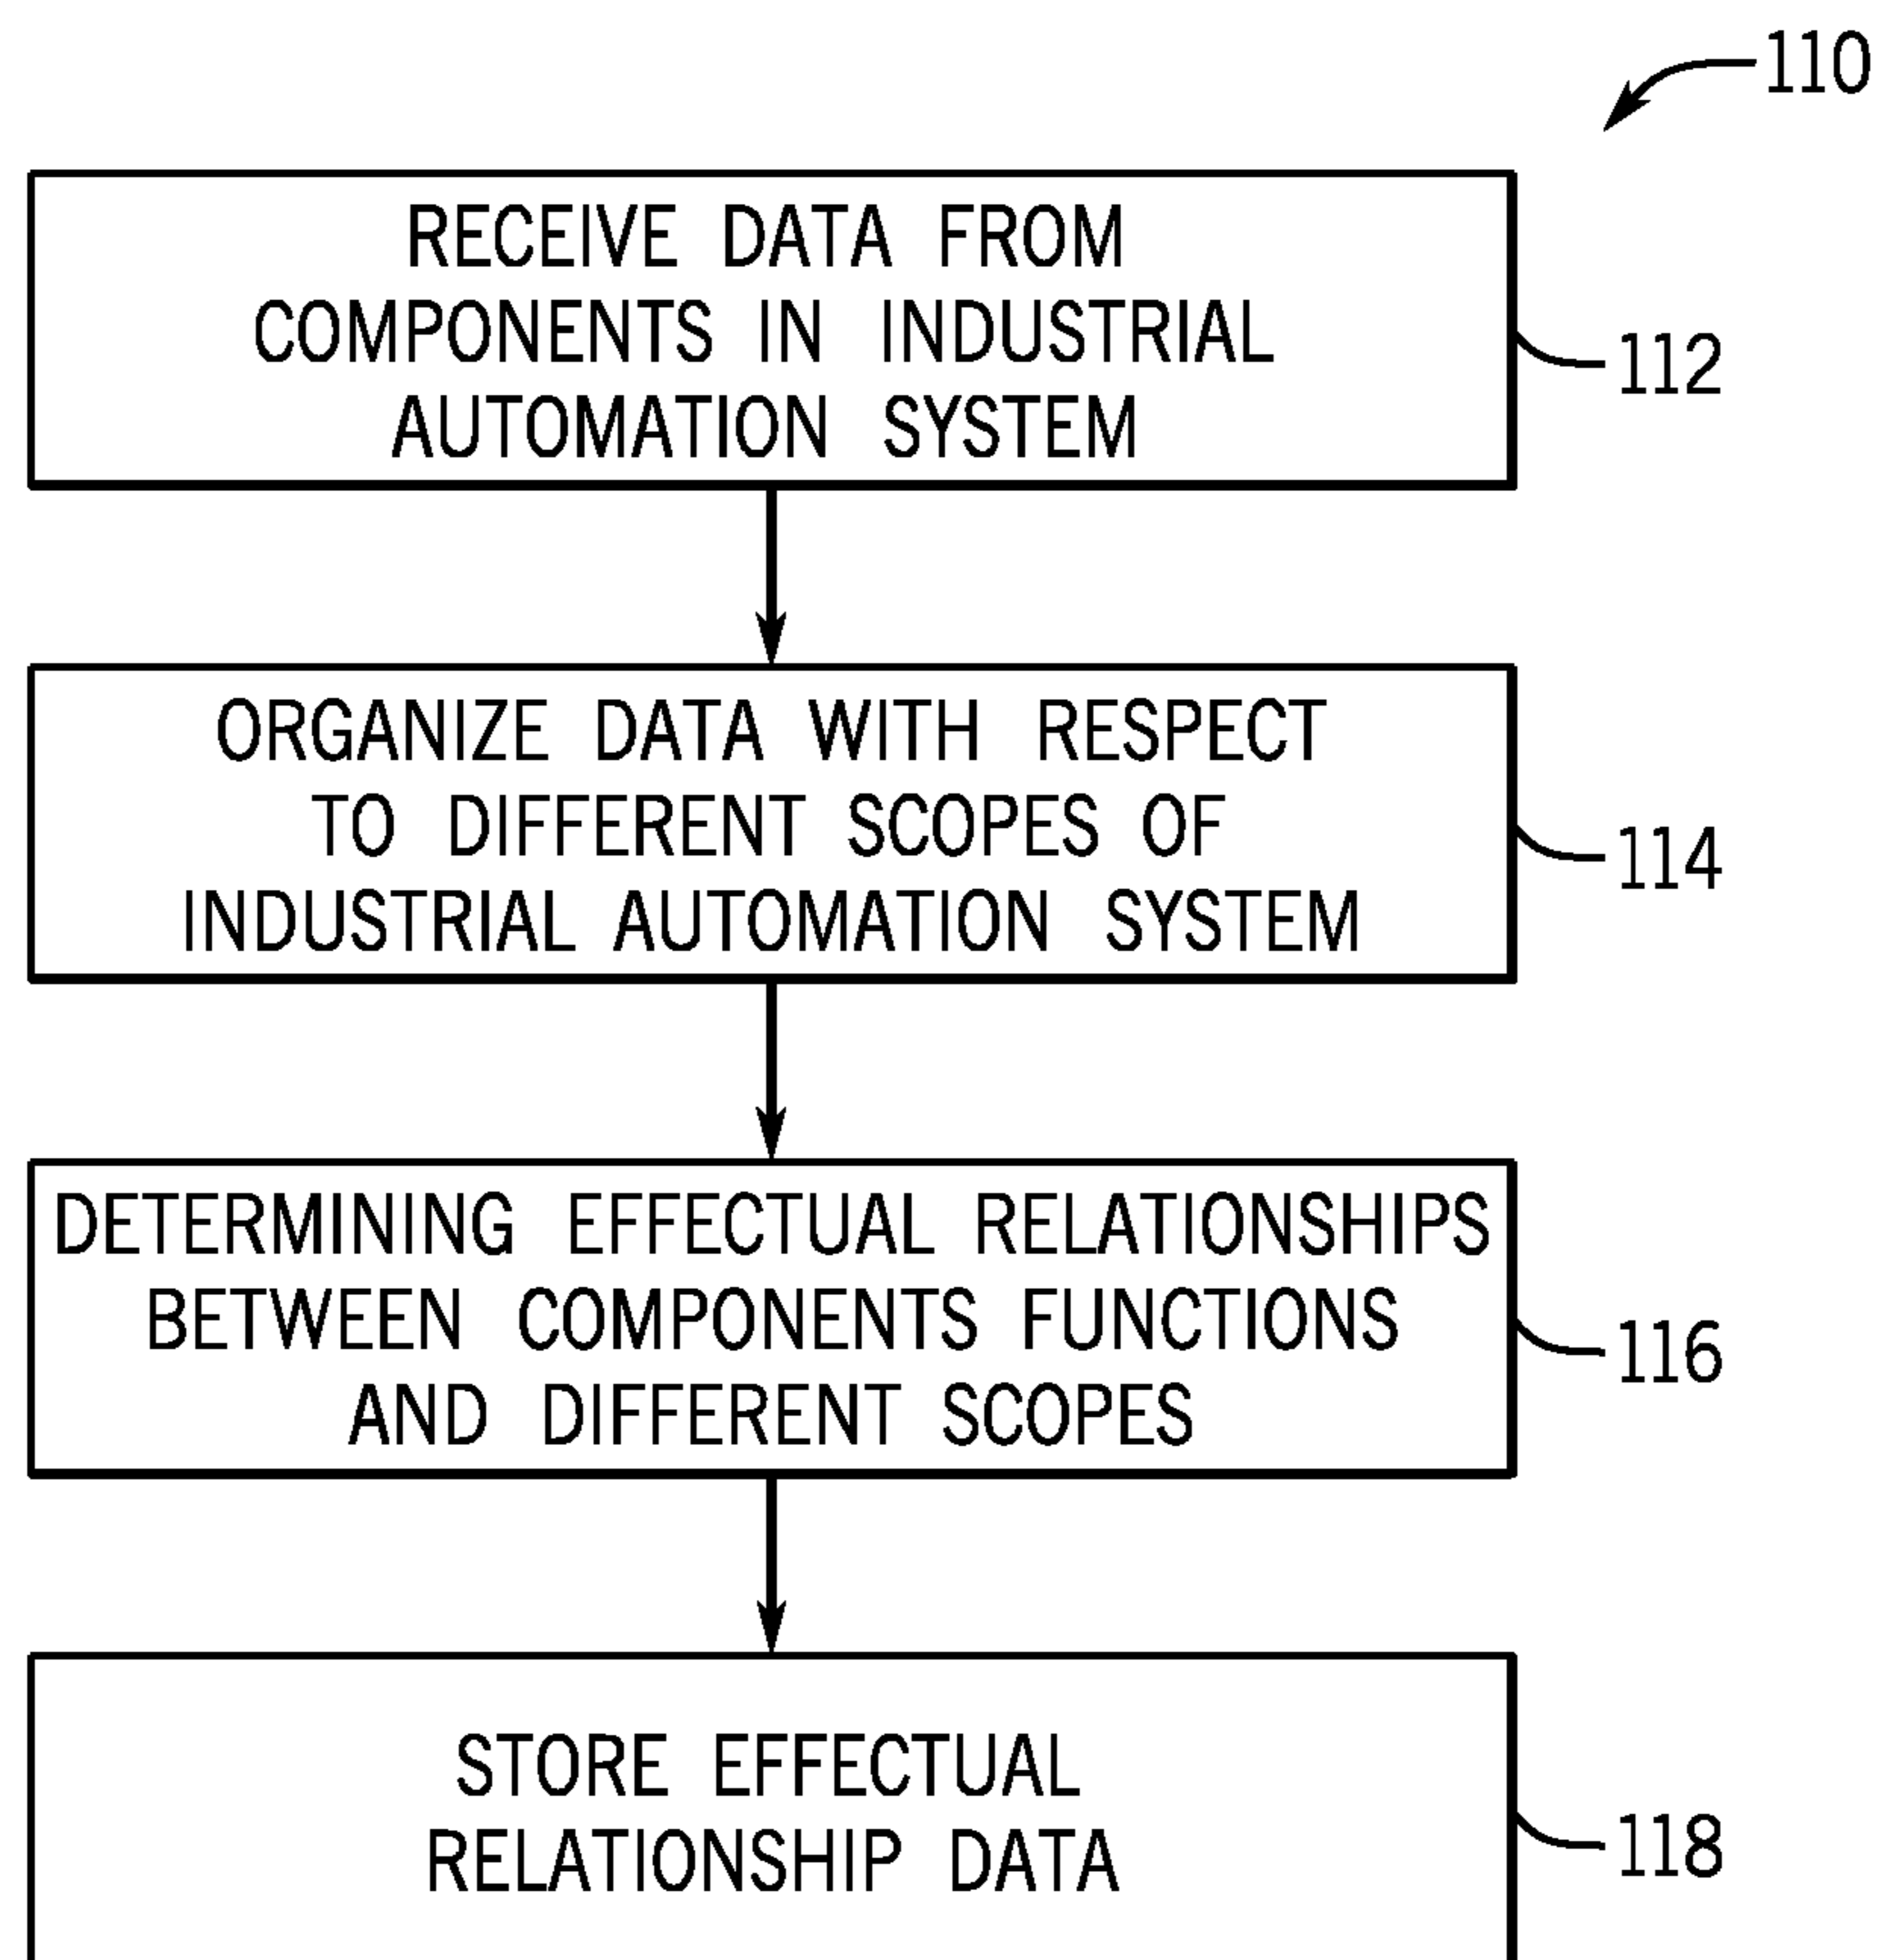 110
RECEIVE DATA FROM
COMPONENTS IN INDUSTRIAL
AUTOMATION SYSTEM
112
ORGANIZE DATA WITH RESPECT
TO DIFFERENT SCOPES OF
INDUSTRIAL AUTOMATION SYSTEM
114
DETERMINING EFFECTUAL RELATIONSHIPS
BETWEEN COMPONENTS FUNCTIONS
AND DIFFERENT SCOPES
116
STORE EFFECTUAL
RELATIONSHIP DATA
118